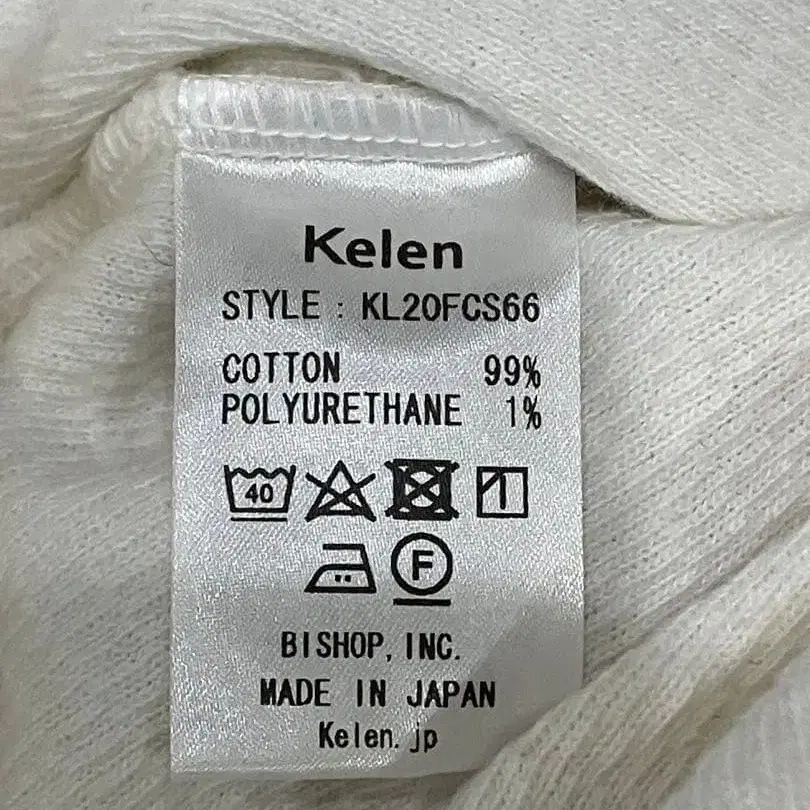 Kelen
STYLE : KL20FCS66
COTTON 99%
POLYURETHANE 1%
40
F
BISHOP, INC.
MADE IN JAPAN
Kelen.jp